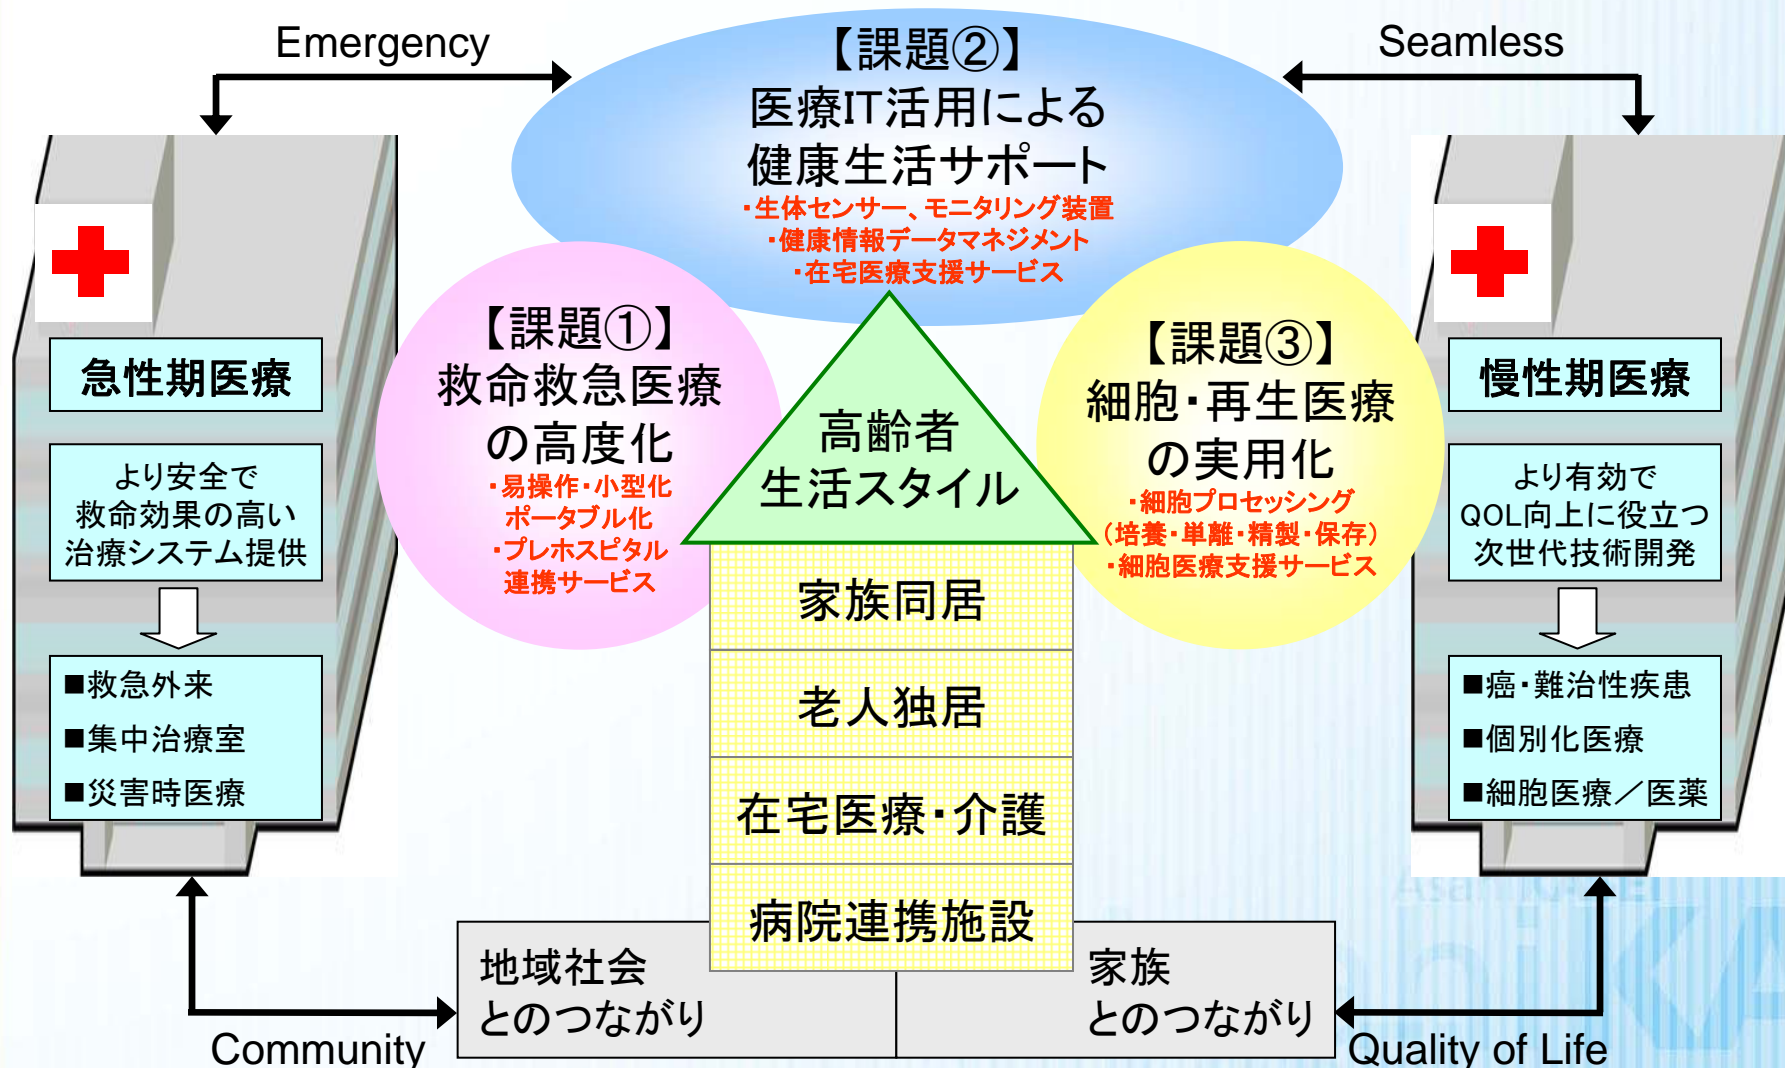 Emergency
Seamless
【課題②】
医療IT活用による
健康生活サポート
・生体センサー、モニタリング装置
・健康情報データマネジメント
・在宅医療支援サービス
【課題①】
救命救急医療
の高度化
・易操作・小型化
ポータブル化
・プレホスピタル
連携サービス
【課題③】
細胞・再生医療
の実用化
・細胞プロセッシング
（培養・単離・精製・保存）
・細胞医療支援サービス
高齢者
生活スタイル
家族同居
老人独居
在宅医療・介護
病院連携施設
急性期医療
より安全で
救命効果の高い
治療システム提供
■救急外来
■集中治療室
■災害時医療
慢性期医療
より有効で
QOL向上に役立つ
次世代技術開発
■癌・難治性疾患
■個別化医療
■細胞医療／医薬
地域社会
とのつながり
家族
とのつながり
Community
Quality of Life